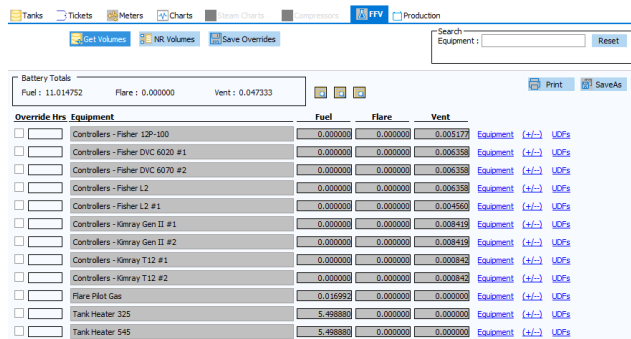 Tanks Tickets Meters Charts Steam Charts Compressors FFV Production
Get Volumes NR Volumes Save Overrides
Search
Equipment : Reset
Battery Totals
Fuel : 11.014752 Flare : 0.000000 Vent : 0.047333
Print SaveAs
Override Hrs Equipment Fuel Flare Vent
Controllers - Fisher 12P-100 0.000000 0.000000 0.005177 Equipment (+/--) UDFs
Controllers - Fisher DVC 6020 #1 0.000000 0.000000 0.006358 Equipment (+/--) UDFs
Controllers - Fisher DVC 6070 #2 0.000000 0.000000 0.006358 Equipment (+/--) UDFs
Controllers - Fisher L2 0.000000 0.000000 0.006358 Equipment (+/--) UDFs
Controllers - Fisher L2 #1 0.000000 0.000000 0.004560 Equipment (+/--) UDFs
Controllers - Kimray Gen II #1 0.000000 0.000000 0.008419 Equipment (+/--) UDFs
Controllers - Kimray Gen II #2 0.000000 0.000000 0.008419 Equipment (+/--) UDFs
Controllers - Kimray T12 #1 0.000000 0.000000 0.000842 Equipment (+/--) UDFs
Controllers - Kimray T12 #2 0.000000 0.000000 0.000842 Equipment (+/--) UDFs
Flare Pilot Gas 0.016992 0.000000 0.000000 Equipment (+/--) UDFs
Tank Heater 325 5.498880 0.000000 0.000000 Equipment (+/--) UDFs
Tank Heater 545 5.498880 0.000000 0.000000 Equipment (+/--) UDFs